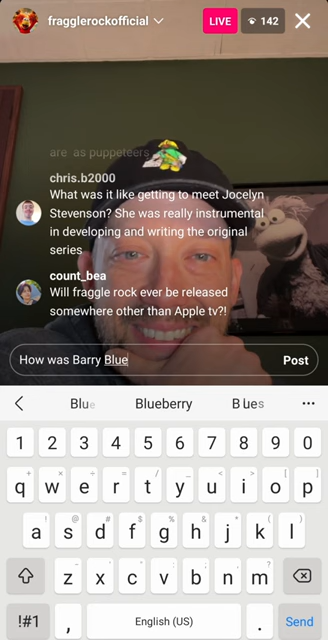 fragglerockofficial
LIVE
142
are as puppeteers
chris.b2000
What was it like getting to meet Jocelyn
Stevenson? She was really instrumental
in developing and writing the original
series
count_bea
Will fraggle rock ever be released
somewhere other than Apple tv?!
How was Barry Blue
Post
Blue Blueberry Blues
1 2 3 4 5 6 7 8 9 0
+ × ÷ = / _ < > [ ]
q w e r t y u i o p
! @ # $ % ^ & * ( )
a s d f g h j k l
- ' " : ; , ?
z x c v b n m
!#1 , English (US) . Send